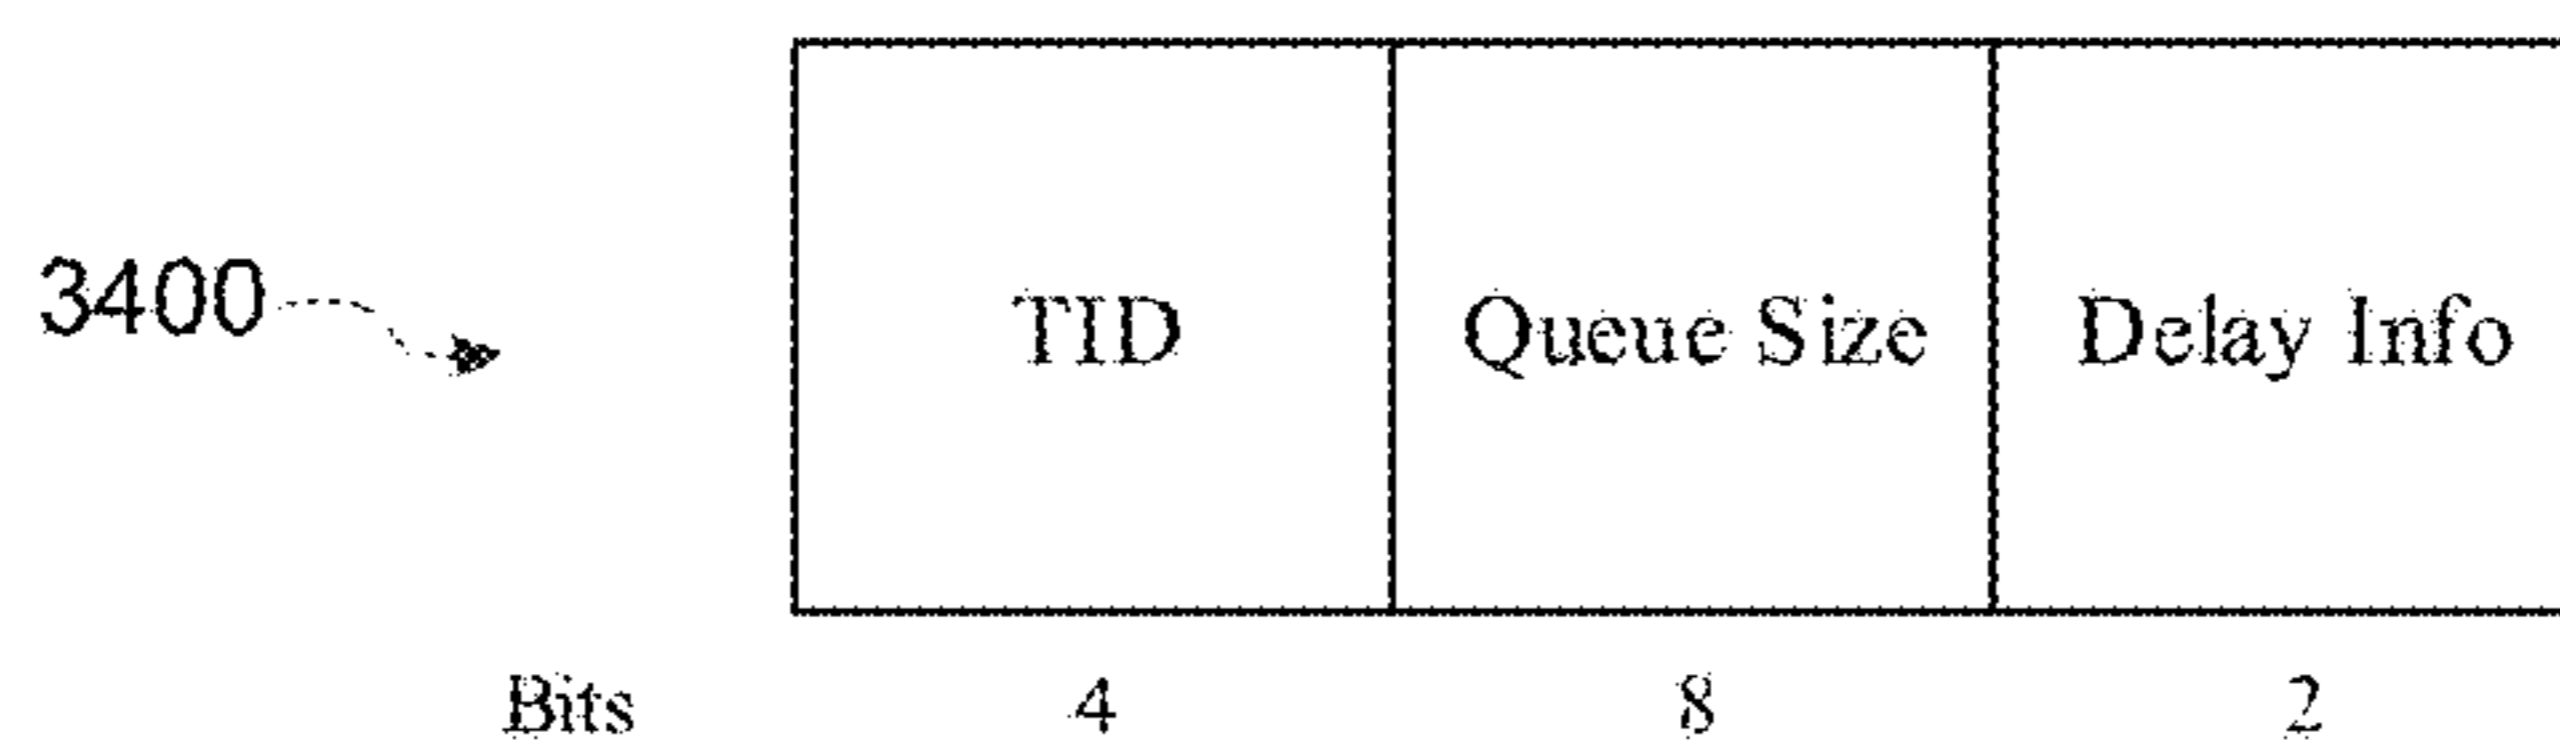 3400 TID Queue Size Delay Info
Bits 4 8 2